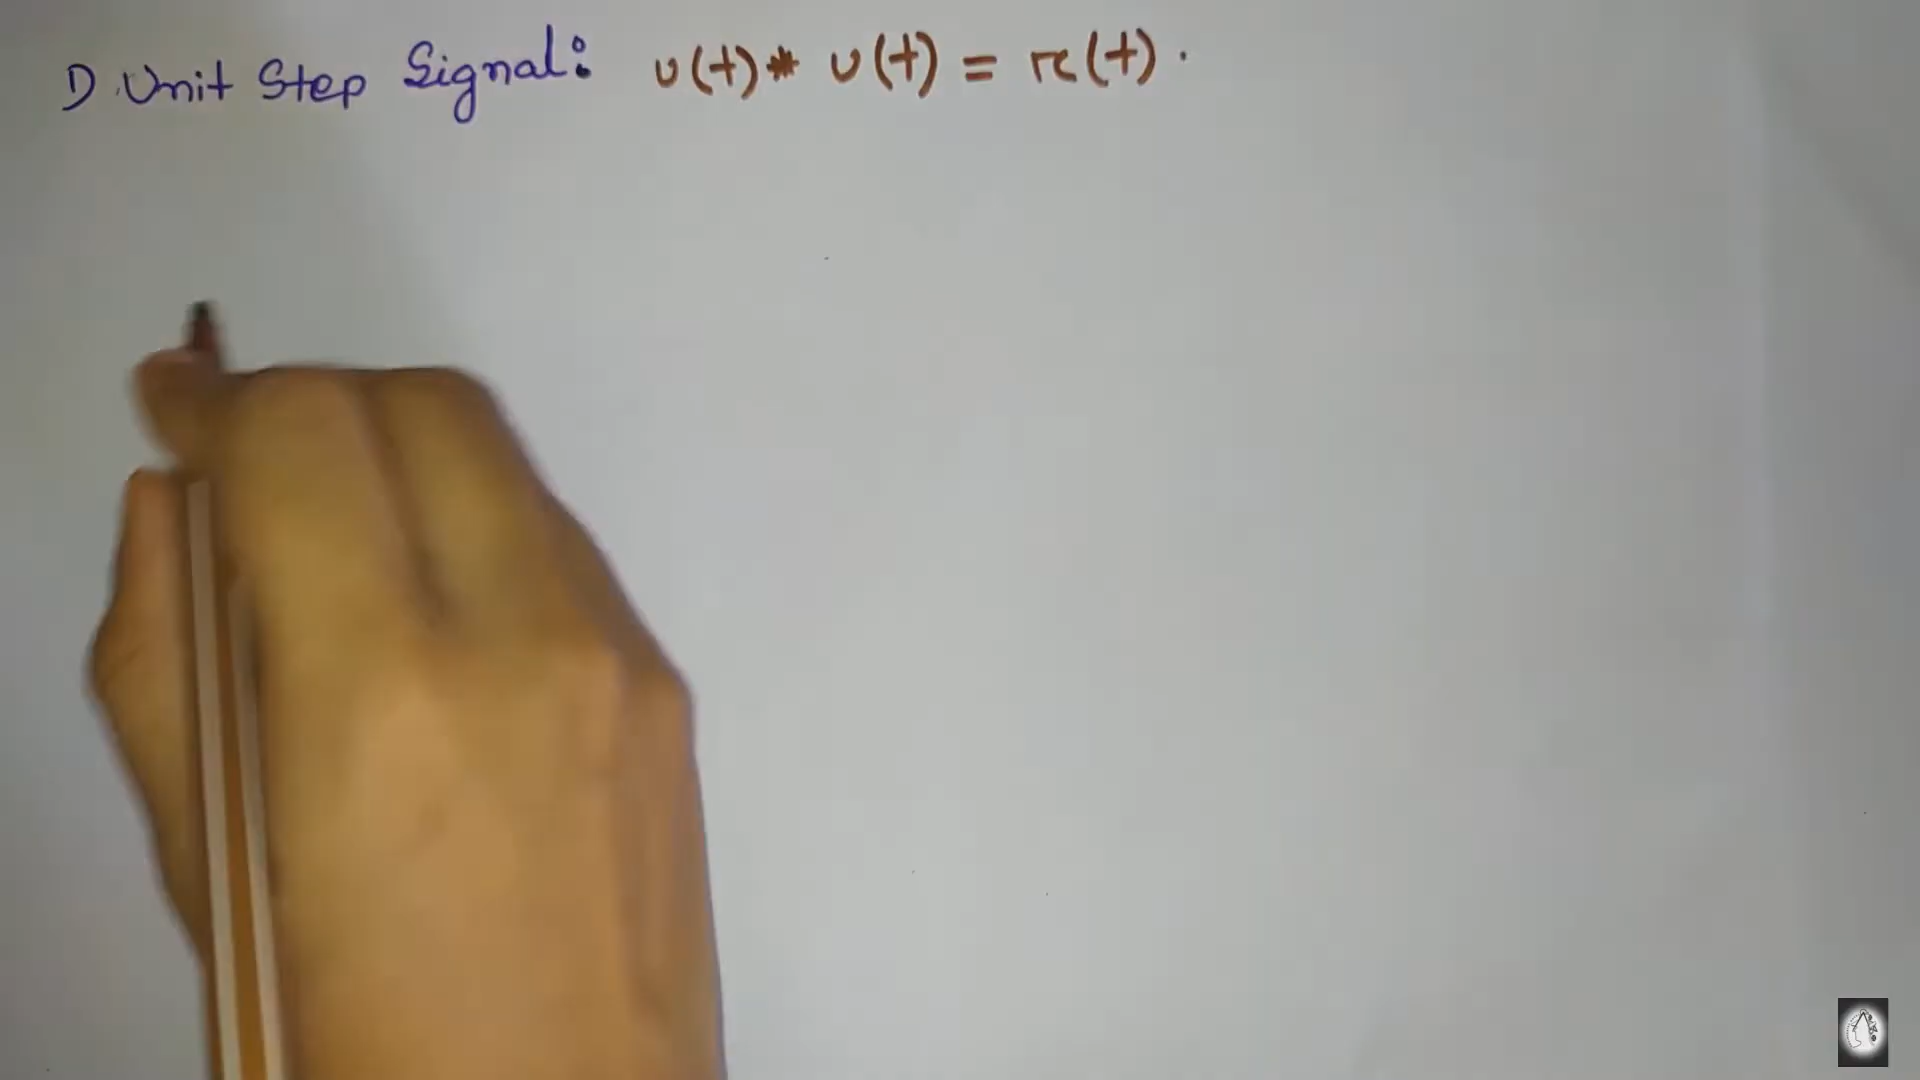 1) Unit Step Signal: u(t) * u(t) = r(t).